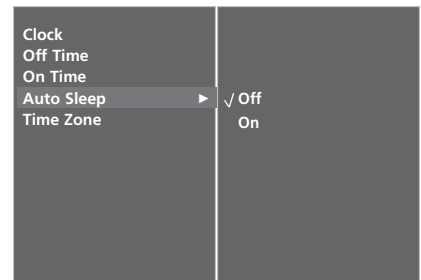 Clock
Off Time
On Time
Auto Sleep ► √ Off
Time Zone On